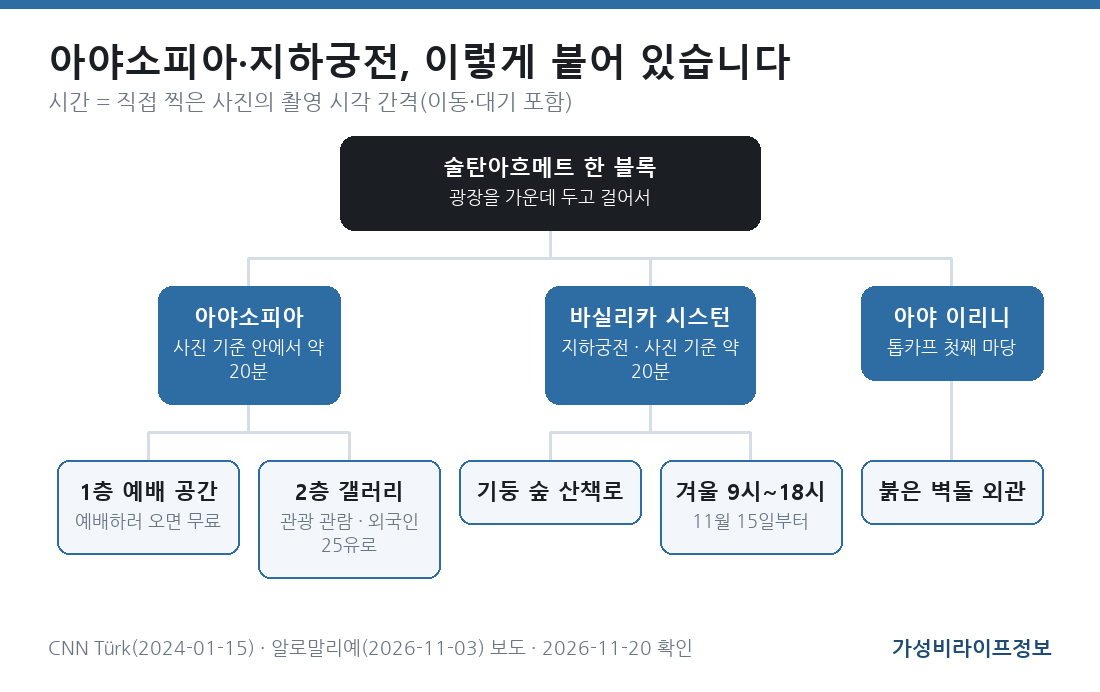 아야소피아·지하궁전, 이렇게 붙어 있습니다
시간 = 직접 찍은 사진의 촬영 시각 간격(이동·대기 포함)
술탄아흐메트 한 블록
광장을 가운데 두고 걸어서
아야소피아
사진 기준 안에서 약
20분
바실리카 시스턴
지하궁전 · 사진 기준 약
20분
아야 이리니
톱카프 첫째 마당
1층 예배 공간
예배하러 오면 무료
2층 갤러리
관광 관람 · 외국인
25유로
기둥 숲 산책로
겨울 9시~18시
11월 15일부터
붉은 벽돌 외관
CNN Türk(2024-01-15) · 알로말리예(2026-11-03) 보도 · 2026-11-20 확인
가성비라이프정보